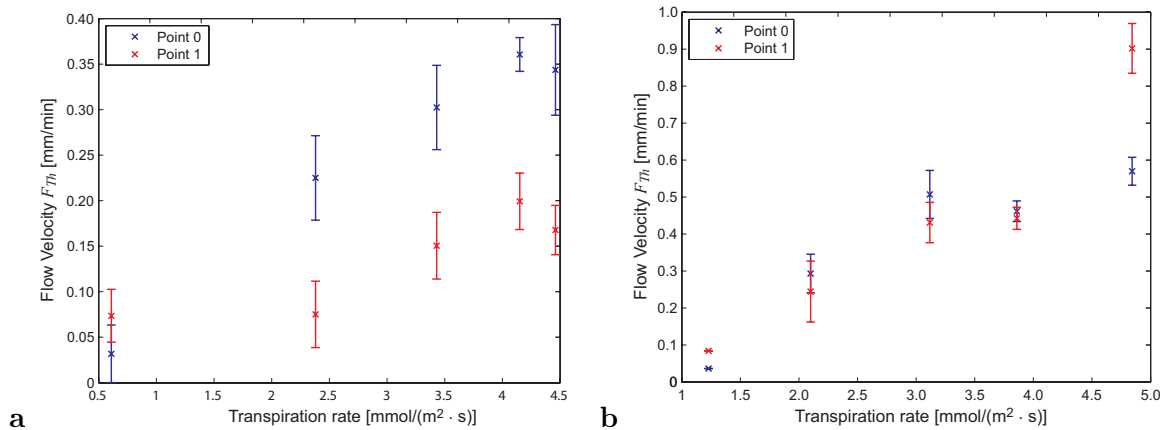 Point 0
Point 1
0.40
0.35
0.30
0.25
0.20
0.15
0.10
0.05
0
Flow Velocity F_Th [mm/min]
0.5 1 1.5 2 2.5 3 3.5 4 4.5
Transpiration rate [mmol/(m² · s)]
a
Point 0
Point 1
1.0
0.9
0.8
0.7
0.6
0.5
0.4
0.3
0.2
0.1
0
Flow Velocity F_Th [mm/min]
1 1.5 2.0 2.5 3.0 3.5 4.0 4.5 5.0
Transpiration rate [mmol/(m² · s)]
b